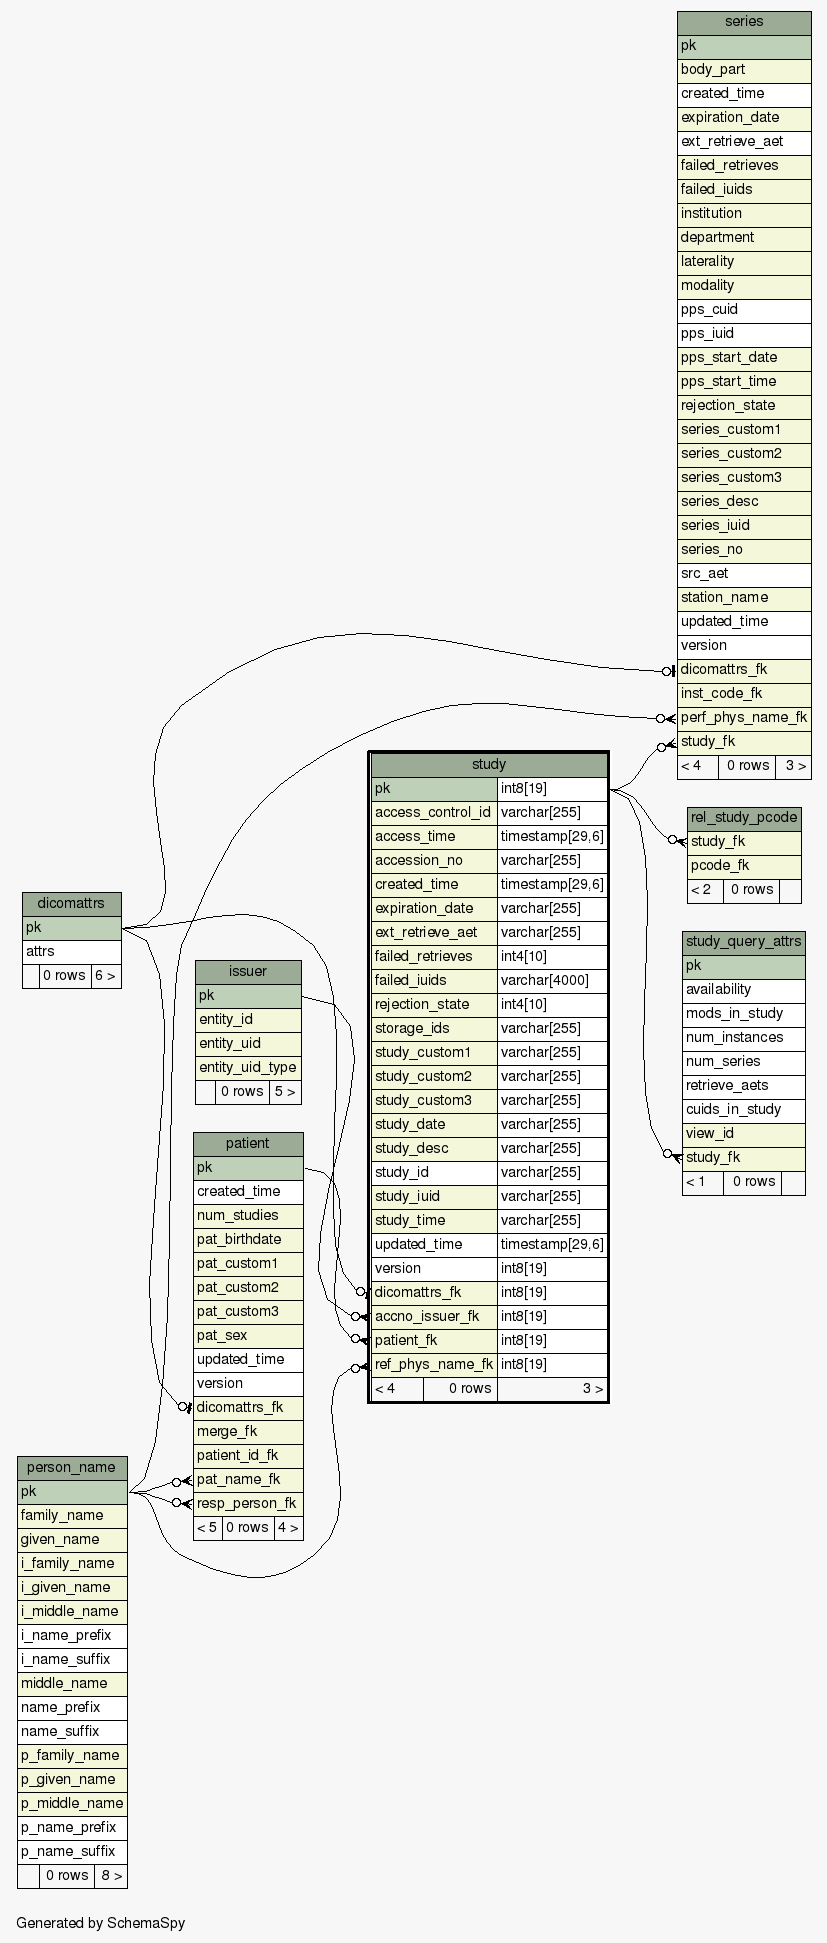 series
pk
body_part
created_time
expiration_date
ext_retrieve_aet
failed_retrieves
failed_iuids
institution
department
laterality
modality
pps_cuid
pps_iuid
pps_start_date
pps_start_time
rejection_state
series_custom1
series_custom2
series_custom3
series_desc
series_iuid
series_no
src_aet
station_name
updated_time
version
dicomattrs_fk
inst_code_fk
perf_phys_name_fk
study_fk
< 4 0 rows 3 >
study
pk int8[19]
access_control_id varchar[255]
access_time timestamp[29,6]
accession_no varchar[255]
created_time timestamp[29,6]
expiration_date varchar[255]
ext_retrieve_aet varchar[255]
failed_retrieves int4[10]
failed_iuids varchar[4000]
rejection_state int4[10]
storage_ids varchar[255]
study_custom1 varchar[255]
study_custom2 varchar[255]
study_custom3 varchar[255]
study_date varchar[255]
study_desc varchar[255]
study_id varchar[255]
study_iuid varchar[255]
study_time varchar[255]
updated_time timestamp[29,6]
version int8[19]
dicomattrs_fk int8[19]
accno_issuer_fk int8[19]
patient_fk int8[19]
ref_phys_name_fk int8[19]
< 4 0 rows 3 >
rel_study_pcode
study_fk
pcode_fk
< 2 0 rows
study_query_attrs
pk
availability
mods_in_study
num_instances
num_series
retrieve_aets
cuids_in_study
view_id
study_fk
< 1 0 rows
dicomattrs
pk
attrs
0 rows 6 >
issuer
pk
entity_id
entity_uid
entity_uid_type
0 rows 5 >
patient
pk
created_time
num_studies
pat_birthdate
pat_custom1
pat_custom2
pat_custom3
pat_sex
updated_time
version
dicomattrs_fk
merge_fk
patient_id_fk
pat_name_fk
resp_person_fk
< 5 0 rows 4 >
person_name
pk
family_name
given_name
i_family_name
i_given_name
i_middle_name
i_name_prefix
i_name_suffix
middle_name
name_prefix
name_suffix
p_family_name
p_given_name
p_middle_name
p_name_prefix
p_name_suffix
0 rows 8 >
Generated by SchemaSpy